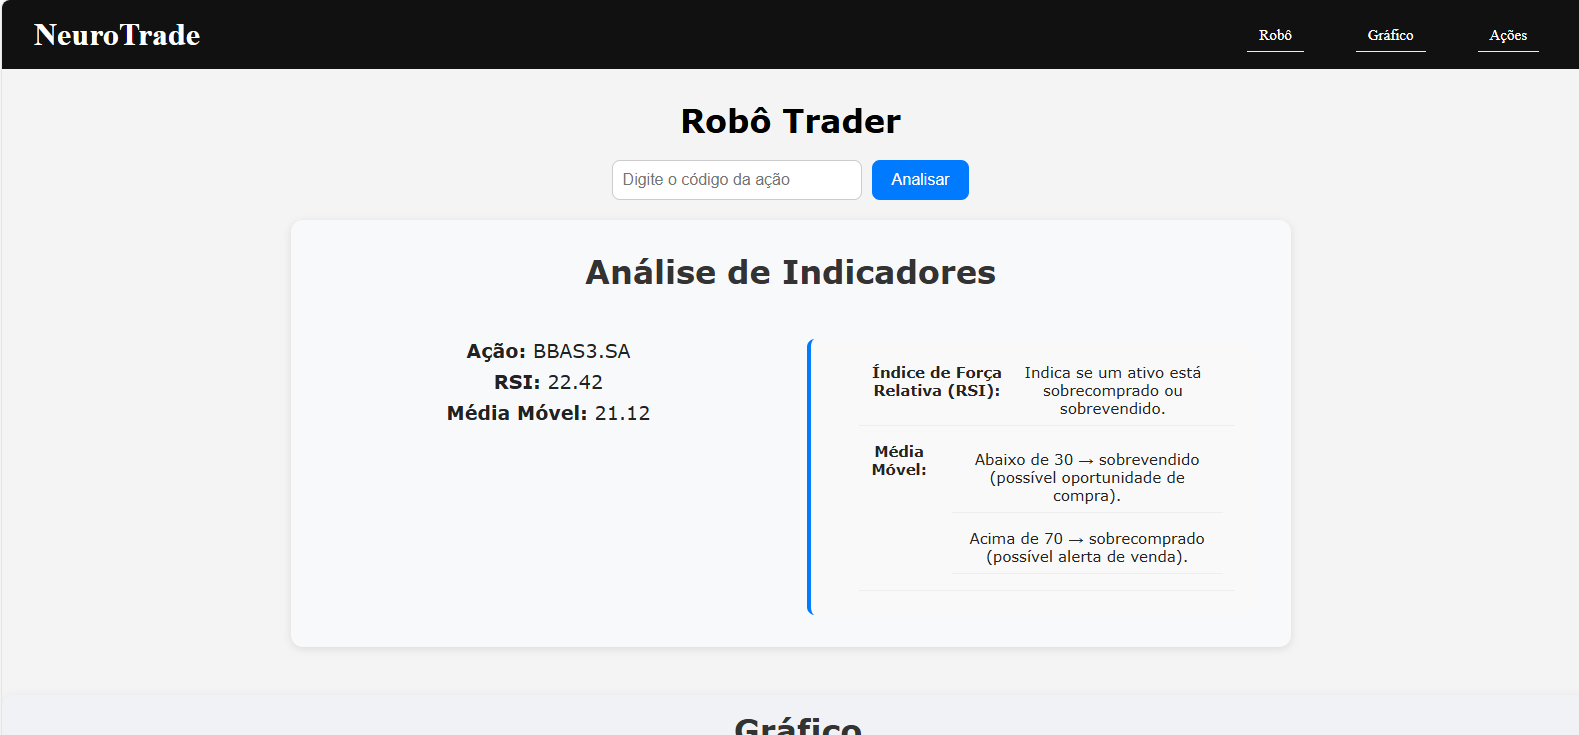 NeuroTrade
Robô
Gráfico
Ações
Robô Trader
Digite o código da ação
Analisar
Análise de Indicadores
Ação: BBAS3.SA
RSI: 22.42
Média Móvel: 21.12
Índice de Força
Relativa (RSI):
Indica se um ativo está
sobrecomprado ou
sobrevendido.
Média
Móvel:
Abaixo de 30 → sobrevendido
(possível oportunidade de
compra).
Acima de 70 → sobrecomprado
(possível alerta de venda).
Gráfico